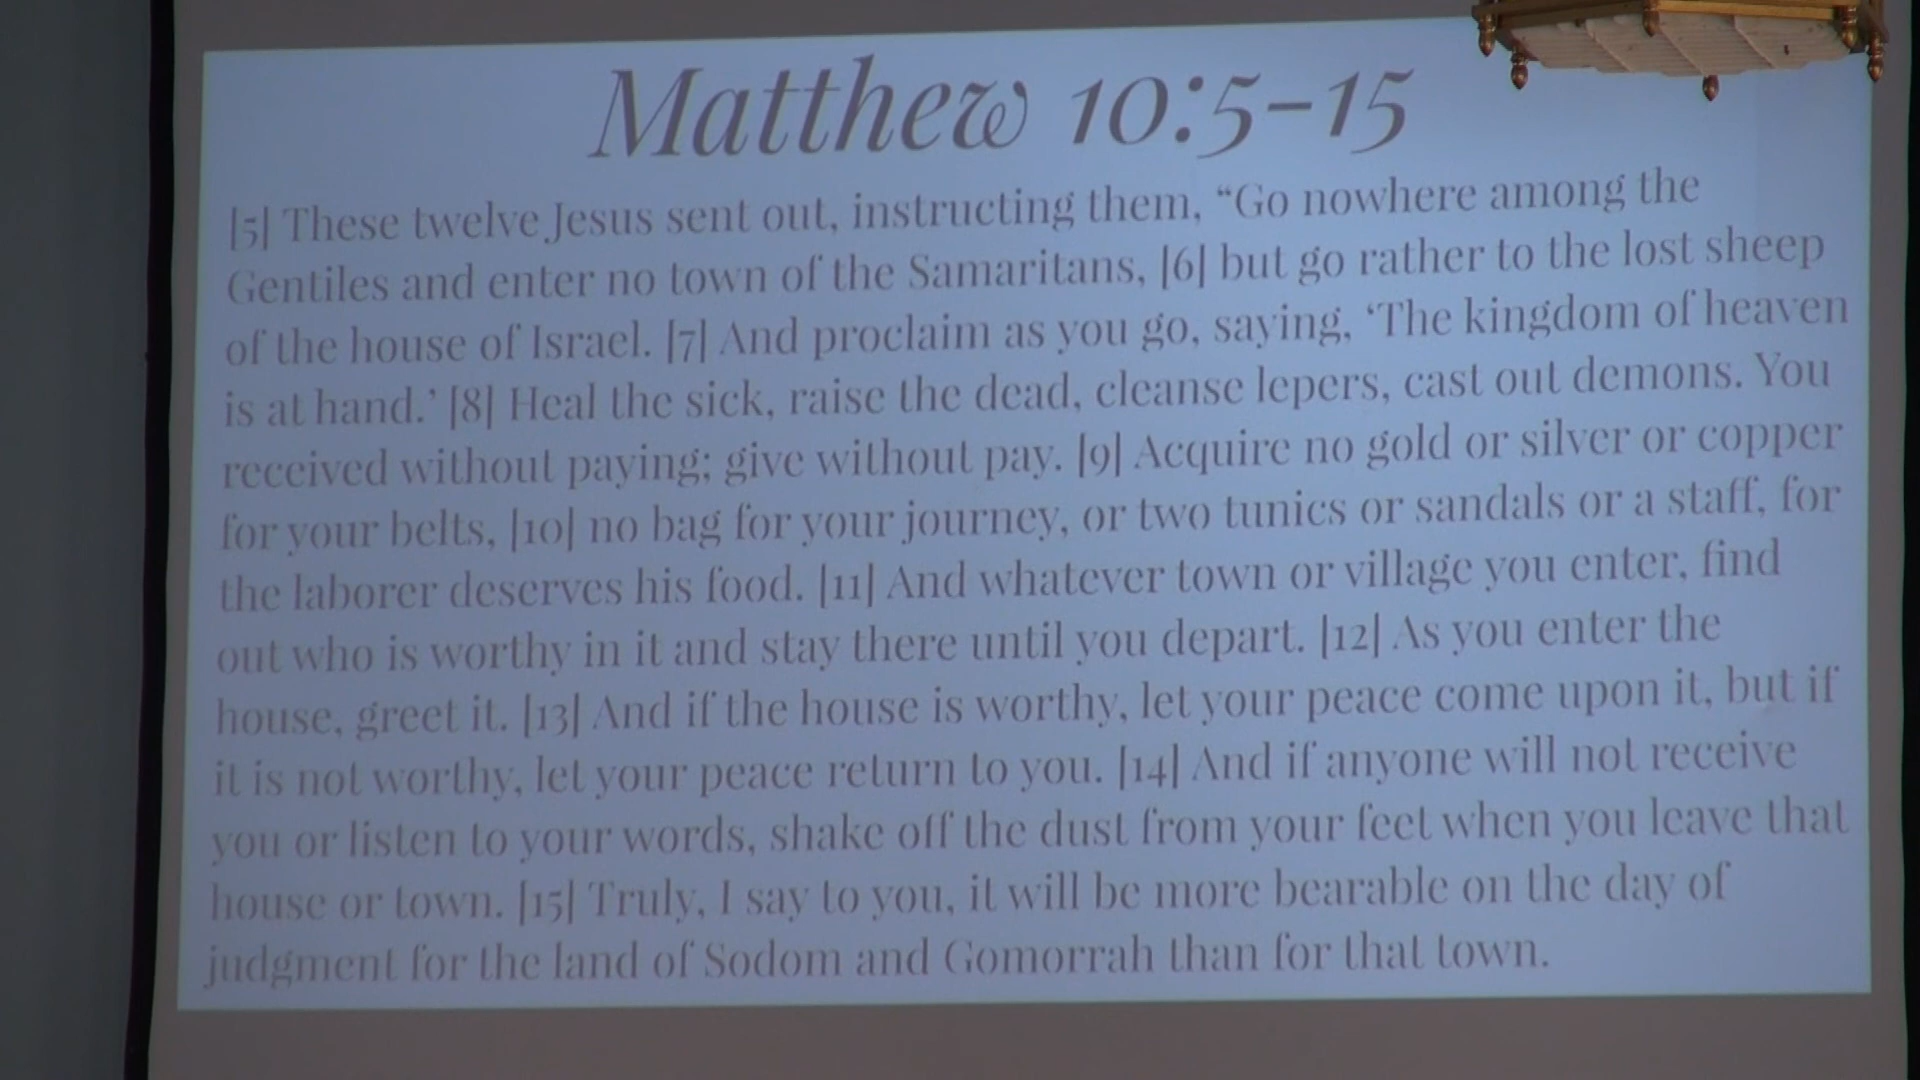 Matthew 10:5-15
[5] These twelve Jesus sent out, instructing them, “Go nowhere among the
Gentiles and enter no town of the Samaritans, [6] but go rather to the lost sheep
of the house of Israel. [7] And proclaim as you go, saying, ‘The kingdom of heaven
is at hand.’ [8] Heal the sick, raise the dead, cleanse lepers, cast out demons. You
received without paying; give without pay. [9] Acquire no gold or silver or copper
for your belts, [10] no bag for your journey, or two tunics or sandals or a staff, for
the laborer deserves his food. [11] And whatever town or village you enter, find
out who is worthy in it and stay there until you depart. [12] As you enter the
house, greet it. [13] And if the house is worthy, let your peace come upon it, but if
it is not worthy, let your peace return to you. [14] And if anyone will not receive
you or listen to your words, shake off the dust from your feet when you leave that
house or town. [15] Truly, I say to you, it will be more bearable on the day of
judgment for the land of Sodom and Gomorrah than for that town.